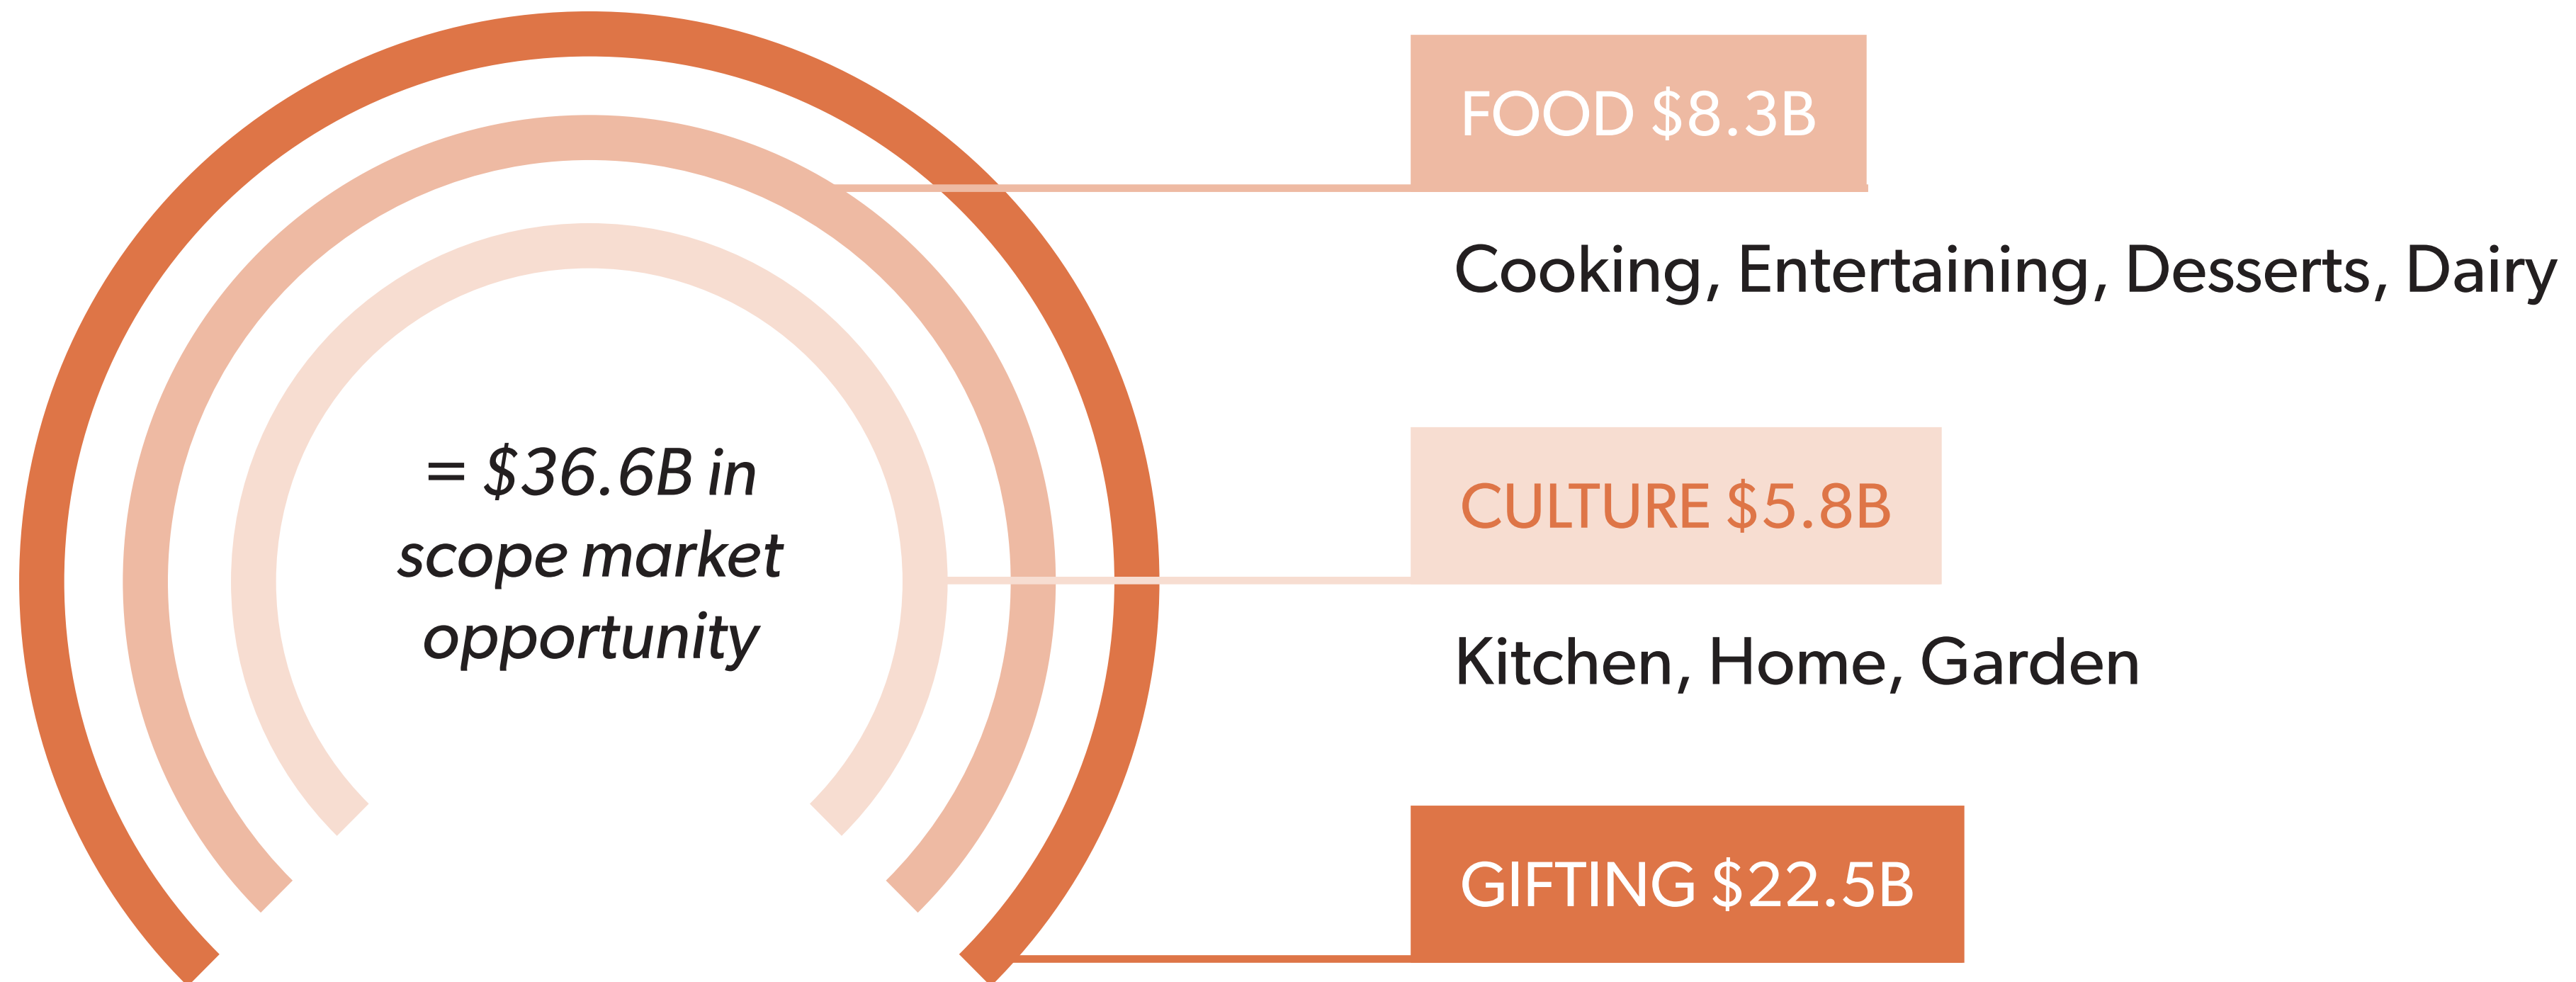 = $36.6B in
scope market
opportunity
FOOD $8.3B
Cooking, Entertaining, Desserts, Dairy
CULTURE $5.8B
Kitchen, Home, Garden
GIFTING $22.5B